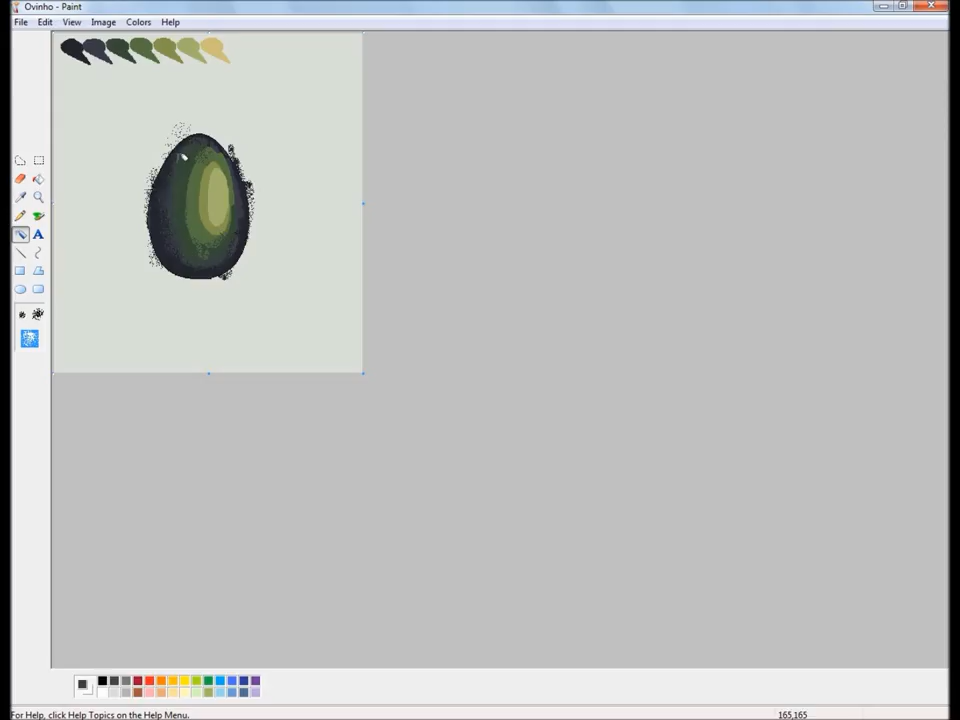 Ovinho - Paint
File Edit View Image Colors Help
A
For Help, click Help Topics on the Help Menu.
165,165